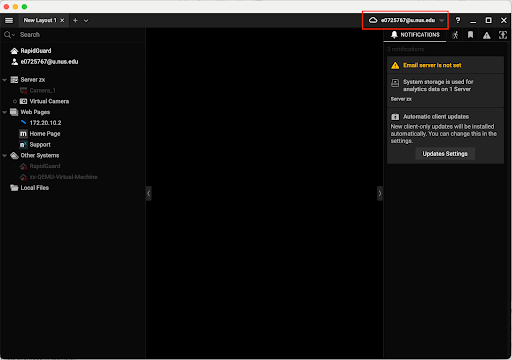 New Layout 1
e0725767@u.nus.edu
?
Search
NOTIFICATIONS
RapidGuard
e0725767@u.nus.edu
3 notifications
Email server is not set
Server zx
System storage is used for
analytics data on 1 Server
Camera_1
Server zx
Virtual Camera
Web Pages
Automatic client updates
172.20.10.2
New client-only updates will be installed
automatically. You can change this in the
settings.
m Home Page
Support
Updates Settings
Other Systems
RapidGuard
zx-QEMU-Virtual-Machine
Local Files